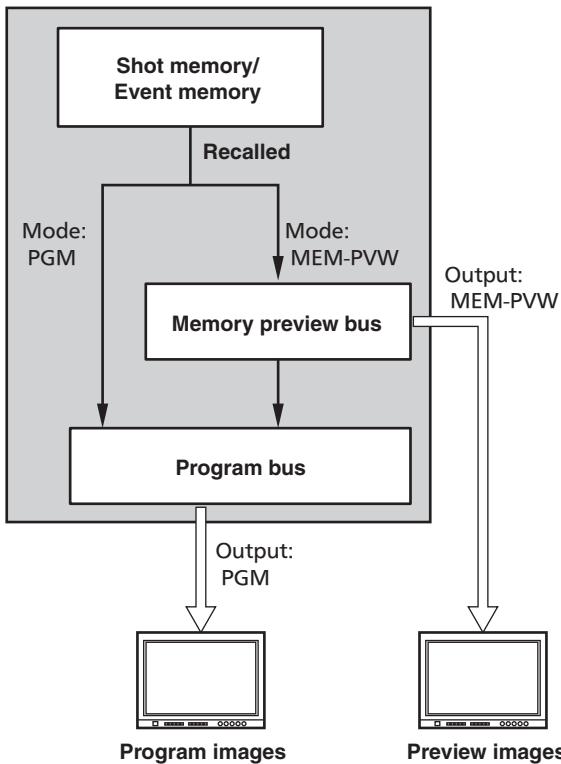 Shot memory/
Event memory
Recalled
Mode:
PGM
Mode:
MEM-PVW
Output:
MEM-PVW
Memory preview bus
Program bus
Output:
PGM
Program images
Preview images